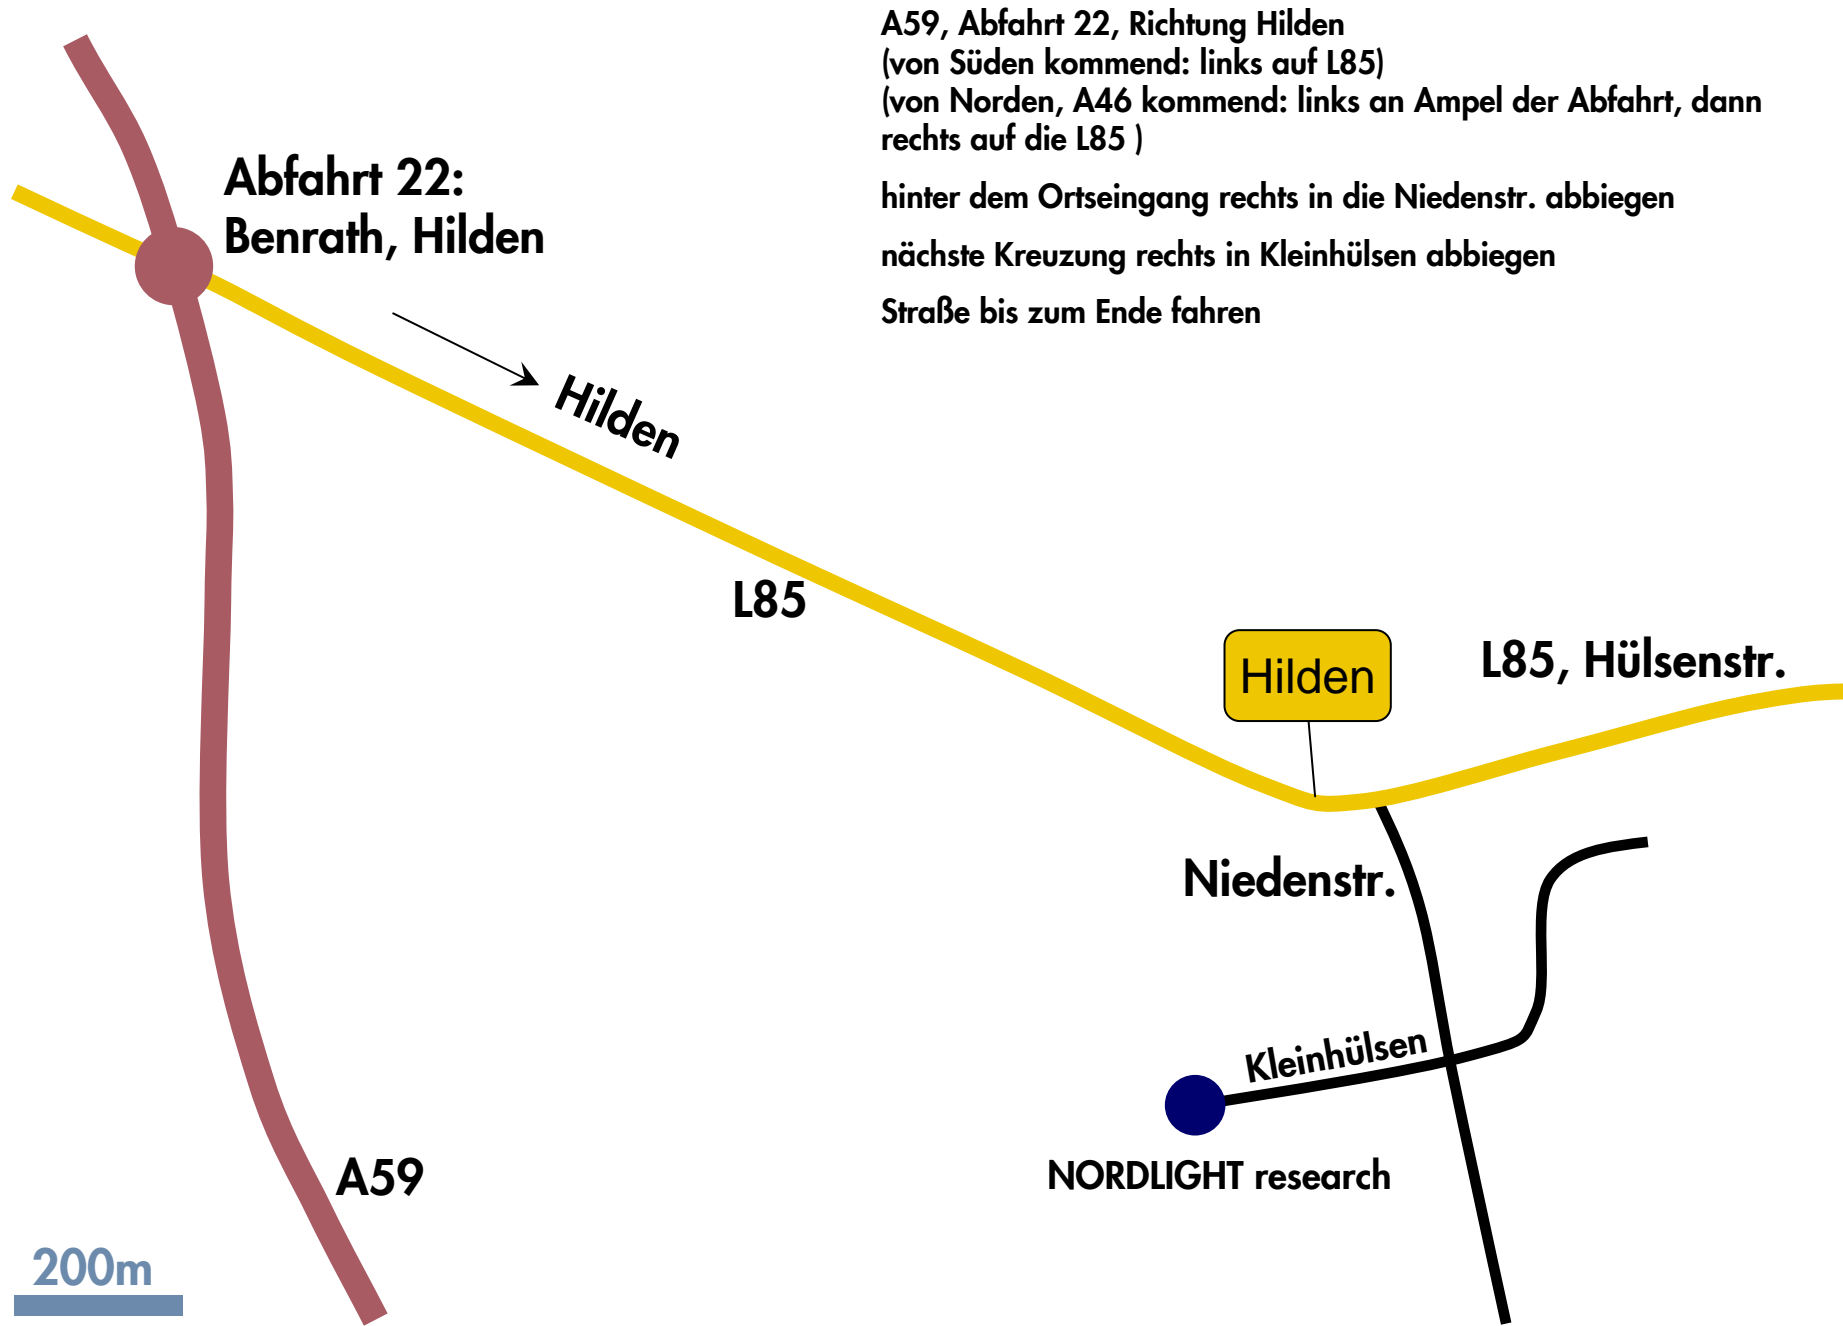 A59, Abfahrt 22, Richtung Hilden
(von Süden kommend: links auf L85)
(von Norden, A46 kommend: links an Ampel der Abfahrt, dann
rechts auf die L85 )
hinter dem Ortseingang rechts in die Niedenstr. abbiegen
nächste Kreuzung rechts in Kleinhülsen abbiegen
Straße bis zum Ende fahren
Abfahrt 22:
Benrath, Hilden
Hilden
L85
Hilden
L85, Hülsenstr.
Niedenstr.
Kleinhülsen
NORDLIGHT research
A59
200m